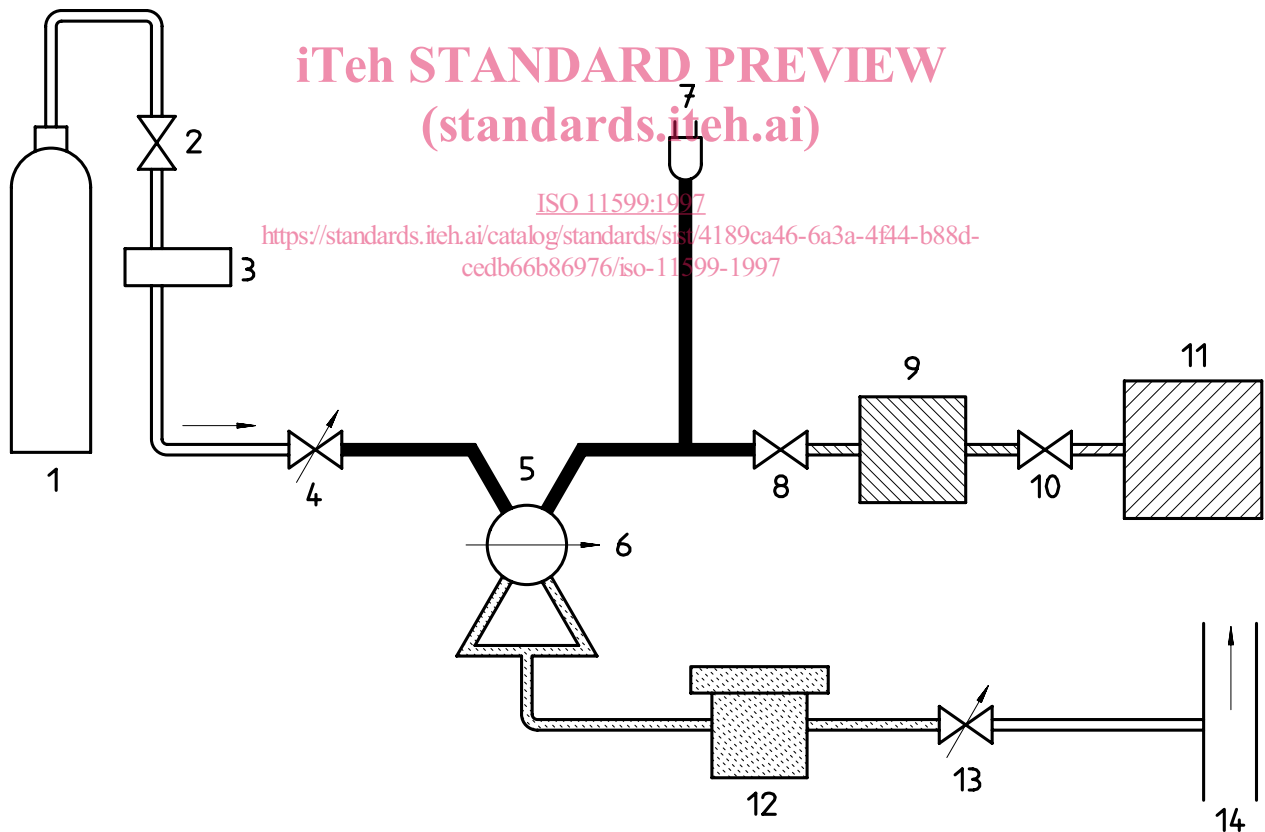 iTeh STANDARD PREVIEW
7
(standards.iteh.ai)
2
ISO 11599:1997
https://standards.iteh.ai/catalog/standards/sist/4189ca46-6a3a-4f44-b88d-
3
cedb66b86976/iso-11599-1997
11
9
1
5
4
8
10
6
12
13
14